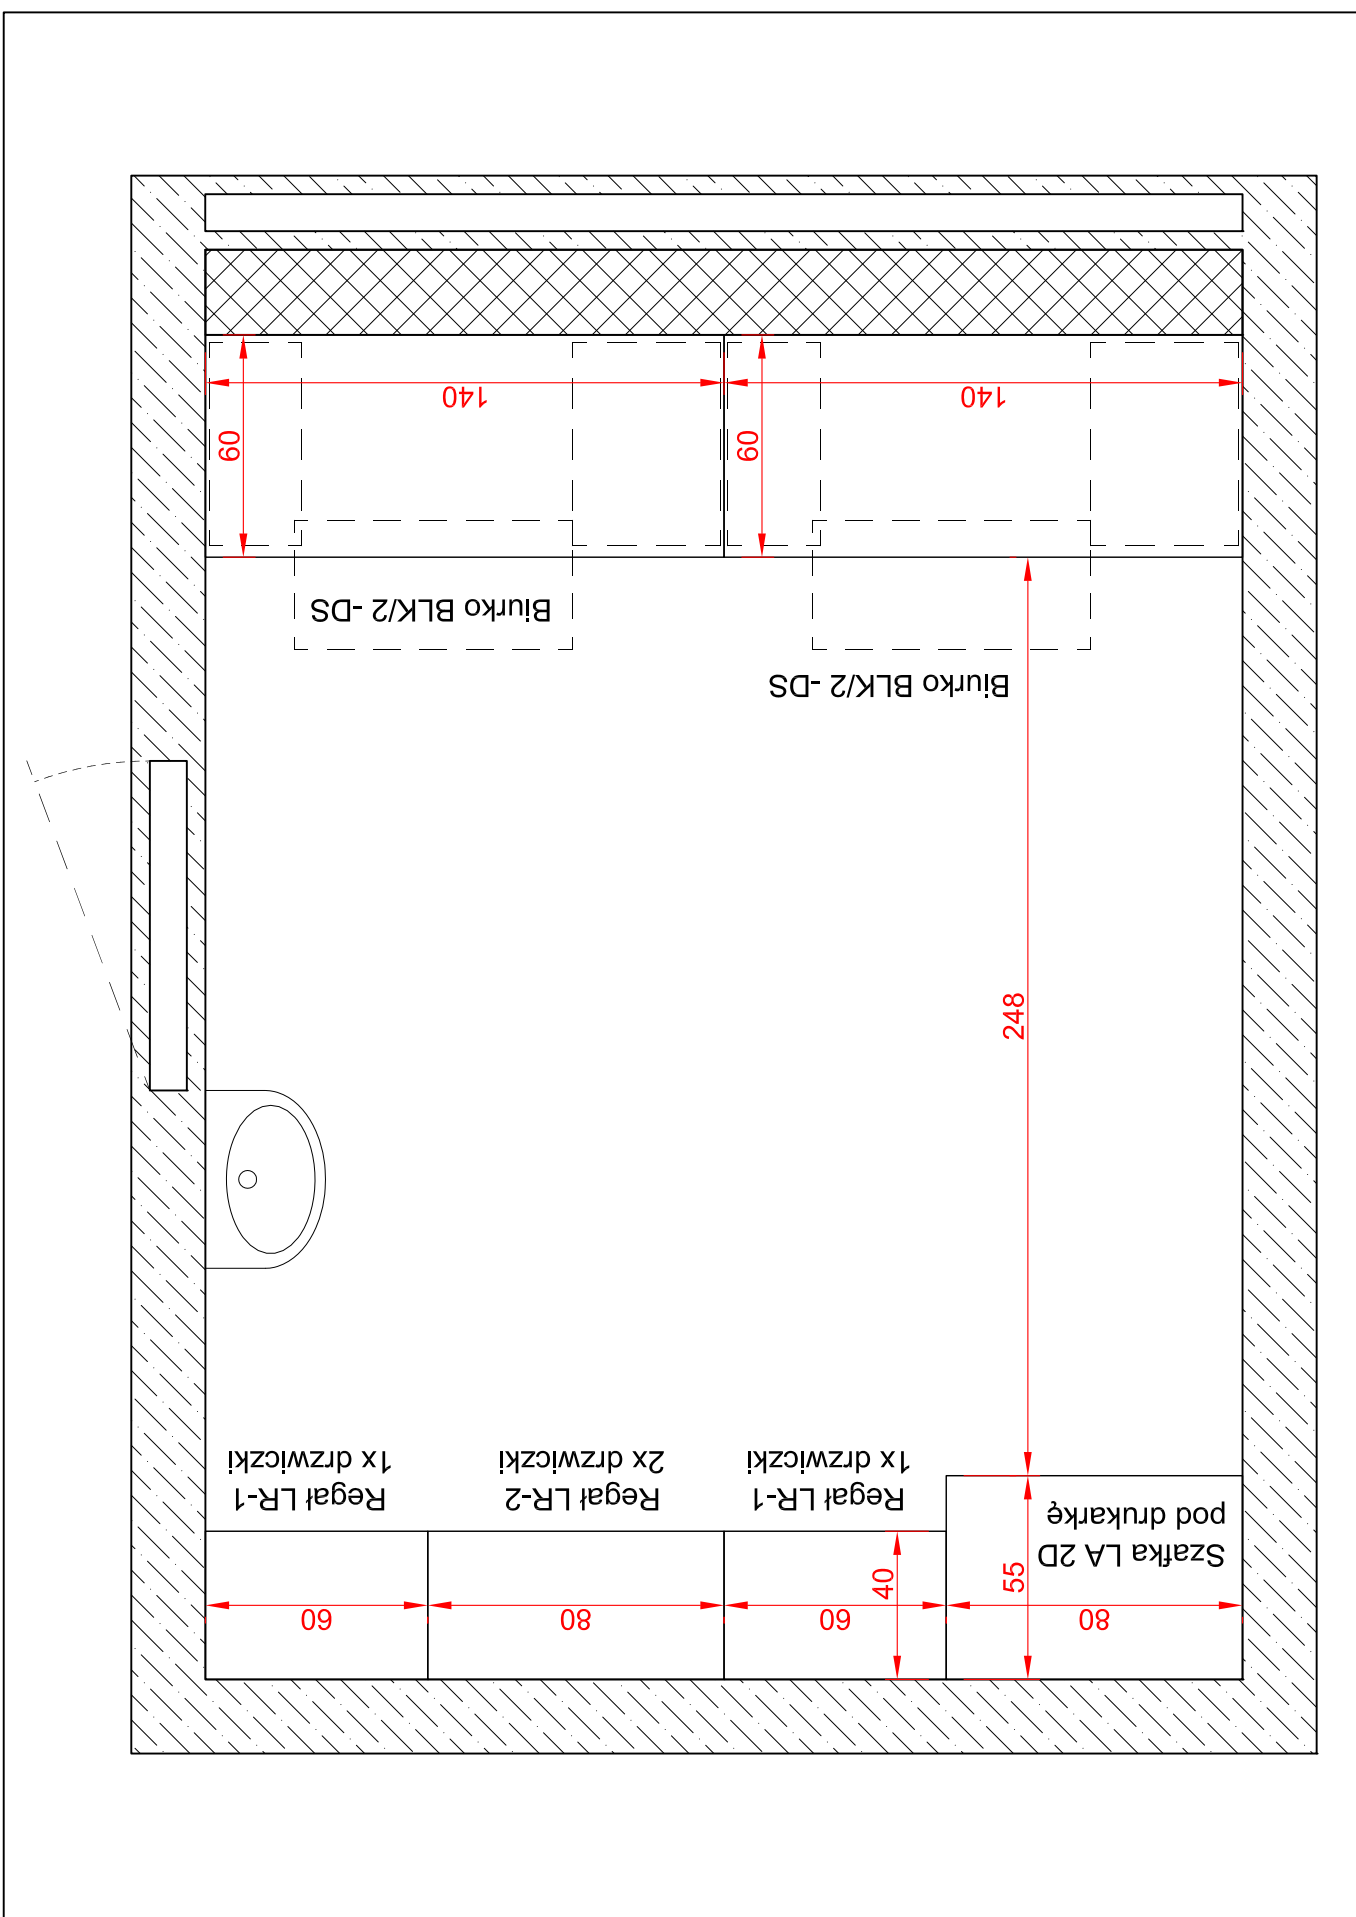 80
60
80
60
55
40
Szafka LA 2D
pod drukarkę
Regał LR-1
1x drzwiczki
Regał LR-2
2x drzwiczki
Regał LR-1
1x drzwiczki
248
Biurko BLK/2 -DS
Biurko BLK/2 -DS
60
60
140
140